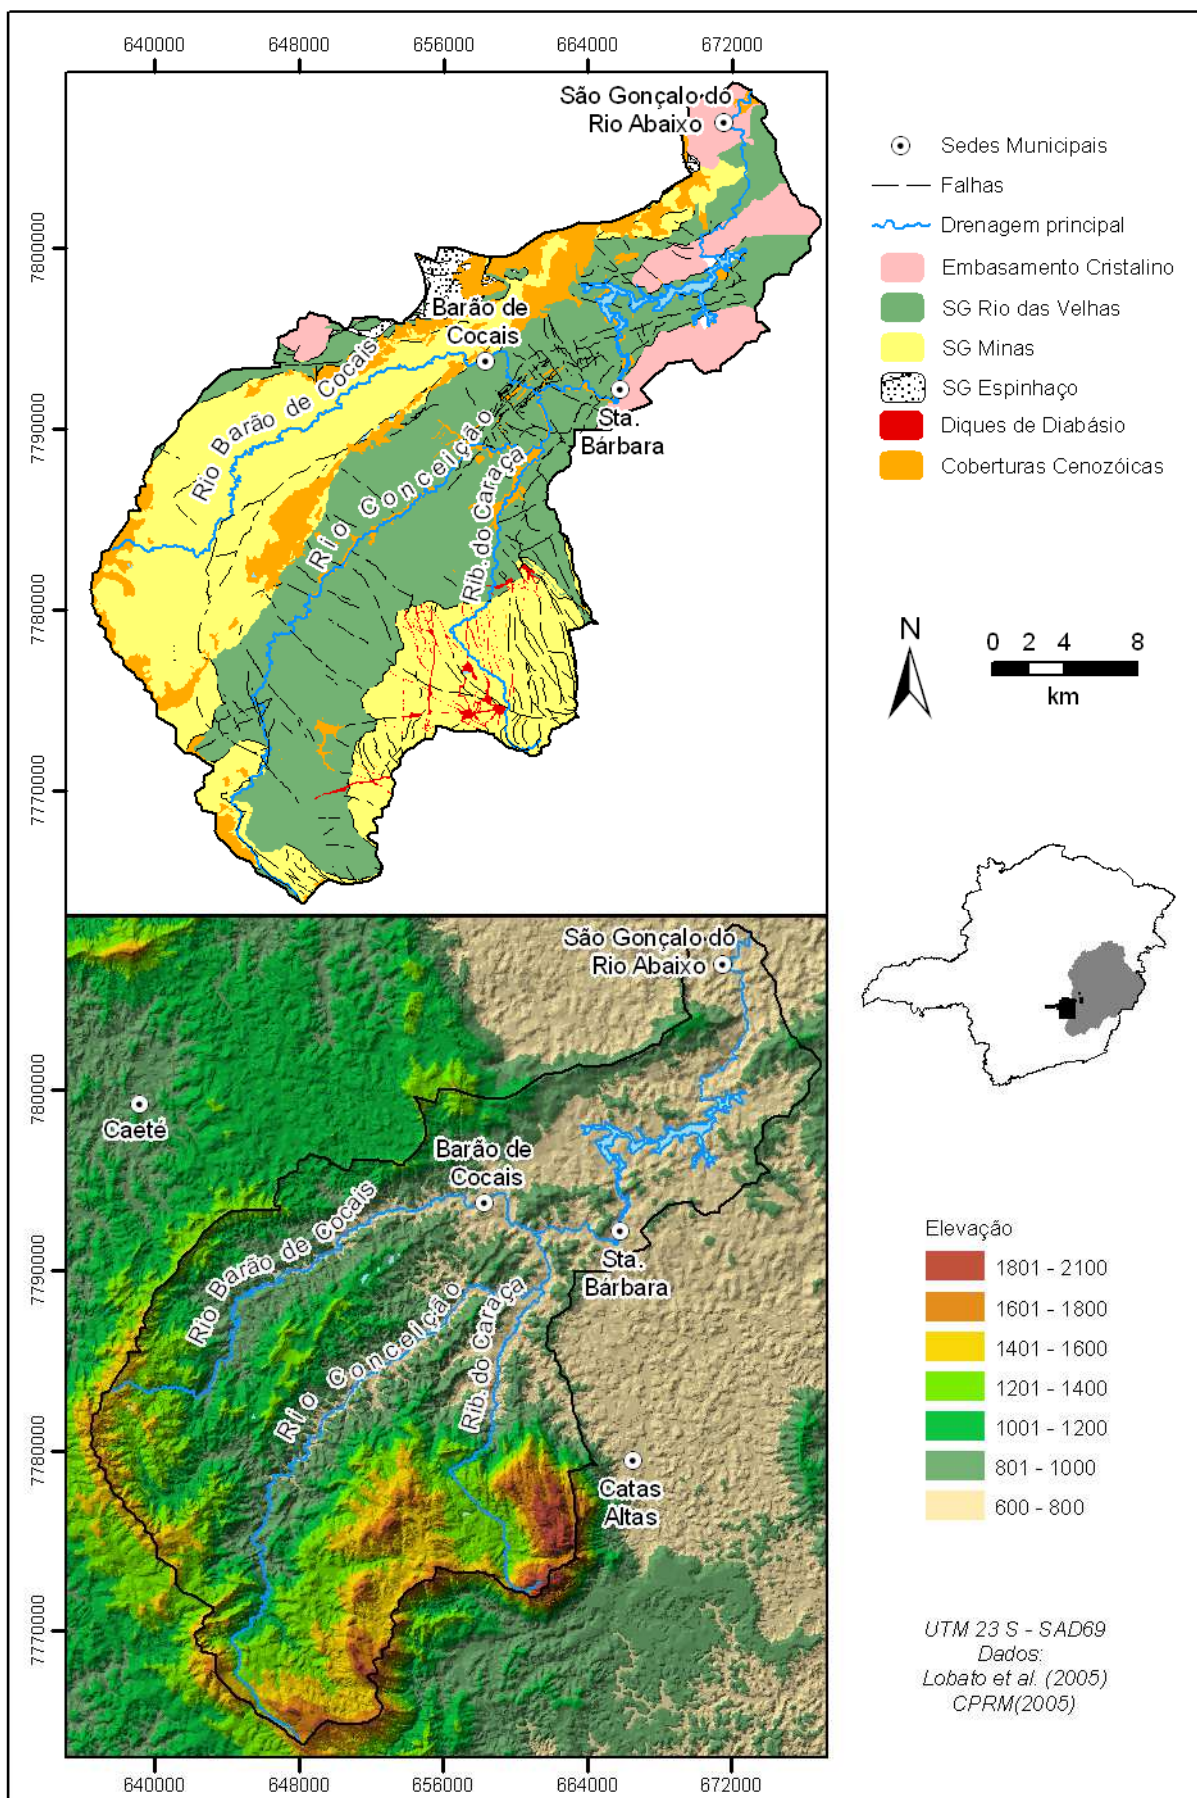 640000 648000 656000 664000 672000
São Gonçalo do
Rio Abaixo
7800000
7790000
7780000
7770000
Barão de
Cocais
Rio Barão de Cocais
Rio Conceição
Rib. do Caraça
Sta.
Bárbara
Sedes Municipais
Falhas
Drenagem principal
Embasamento Cristalino
SG Rio das Velhas
SG Minas
SG Espinhaço
Diques de Diabásio
Coberturas Cenozóicas
N
0 2 4 8
km
São Gonçalo do
Rio Abaixo
7800000
7790000
7780000
7770000
Caeté
Barão de
Cocais
Rio Barão de Cocais
Rio Conceição
Rib. do Caraça
Sta.
Bárbara
Catas
Altas
640000 648000 656000 664000 672000
Elevação
1801 - 2100
1601 - 1800
1401 - 1600
1201 - 1400
1001 - 1200
801 - 1000
600 - 800
UTM 23 S - SAD69
Dados:
Lobato et al. (2005)
CPRM(2005)